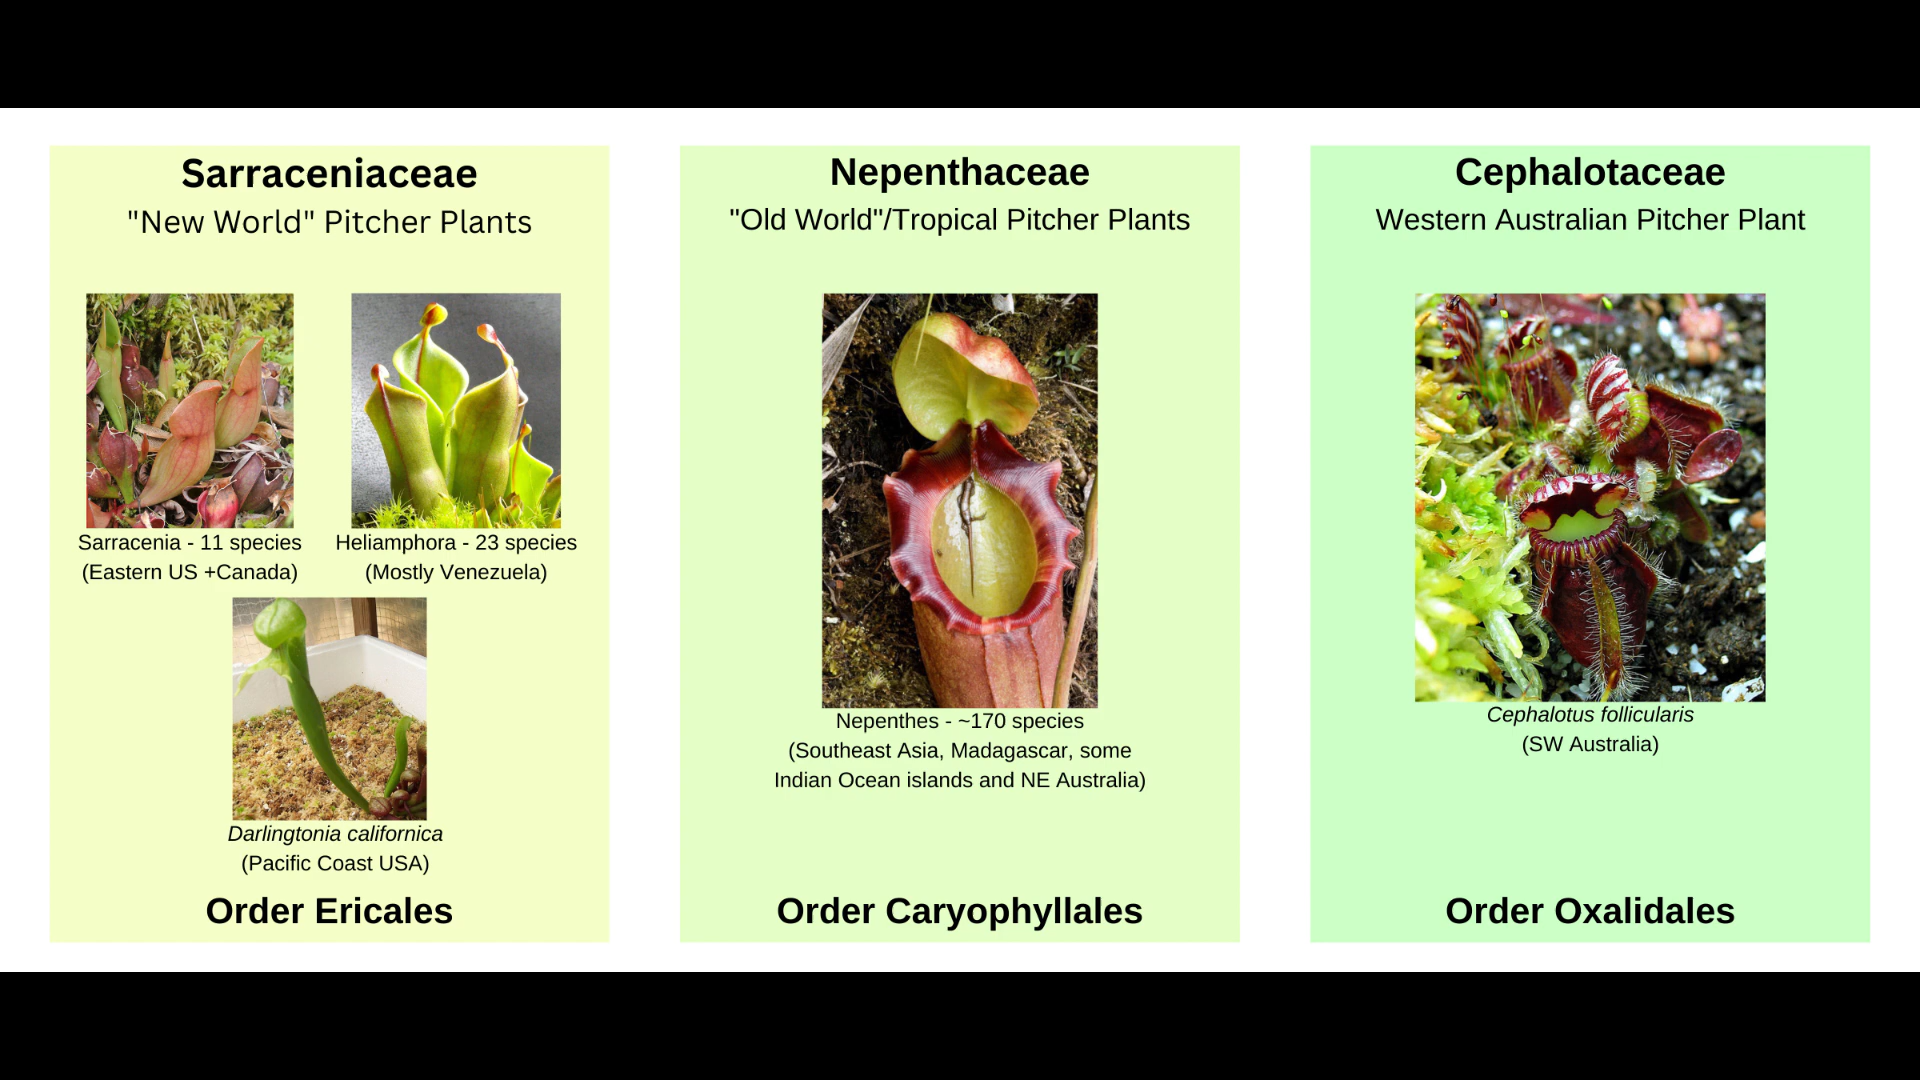 Sarraceniaceae
"New World" Pitcher Plants
Sarracenia - 11 species
(Eastern US +Canada)
Heliamphora - 23 species
(Mostly Venezuela)
Darlingtonia californica
(Pacific Coast USA)
Order Ericales
Nepenthaceae
"Old World"/Tropical Pitcher Plants
Nepenthes - ~170 species
(Southeast Asia, Madagascar, some
Indian Ocean islands and NE Australia)
Order Caryophyllales
Cephalotaceae
Western Australian Pitcher Plant
Cephalotus follicularis
(SW Australia)
Order Oxalidales